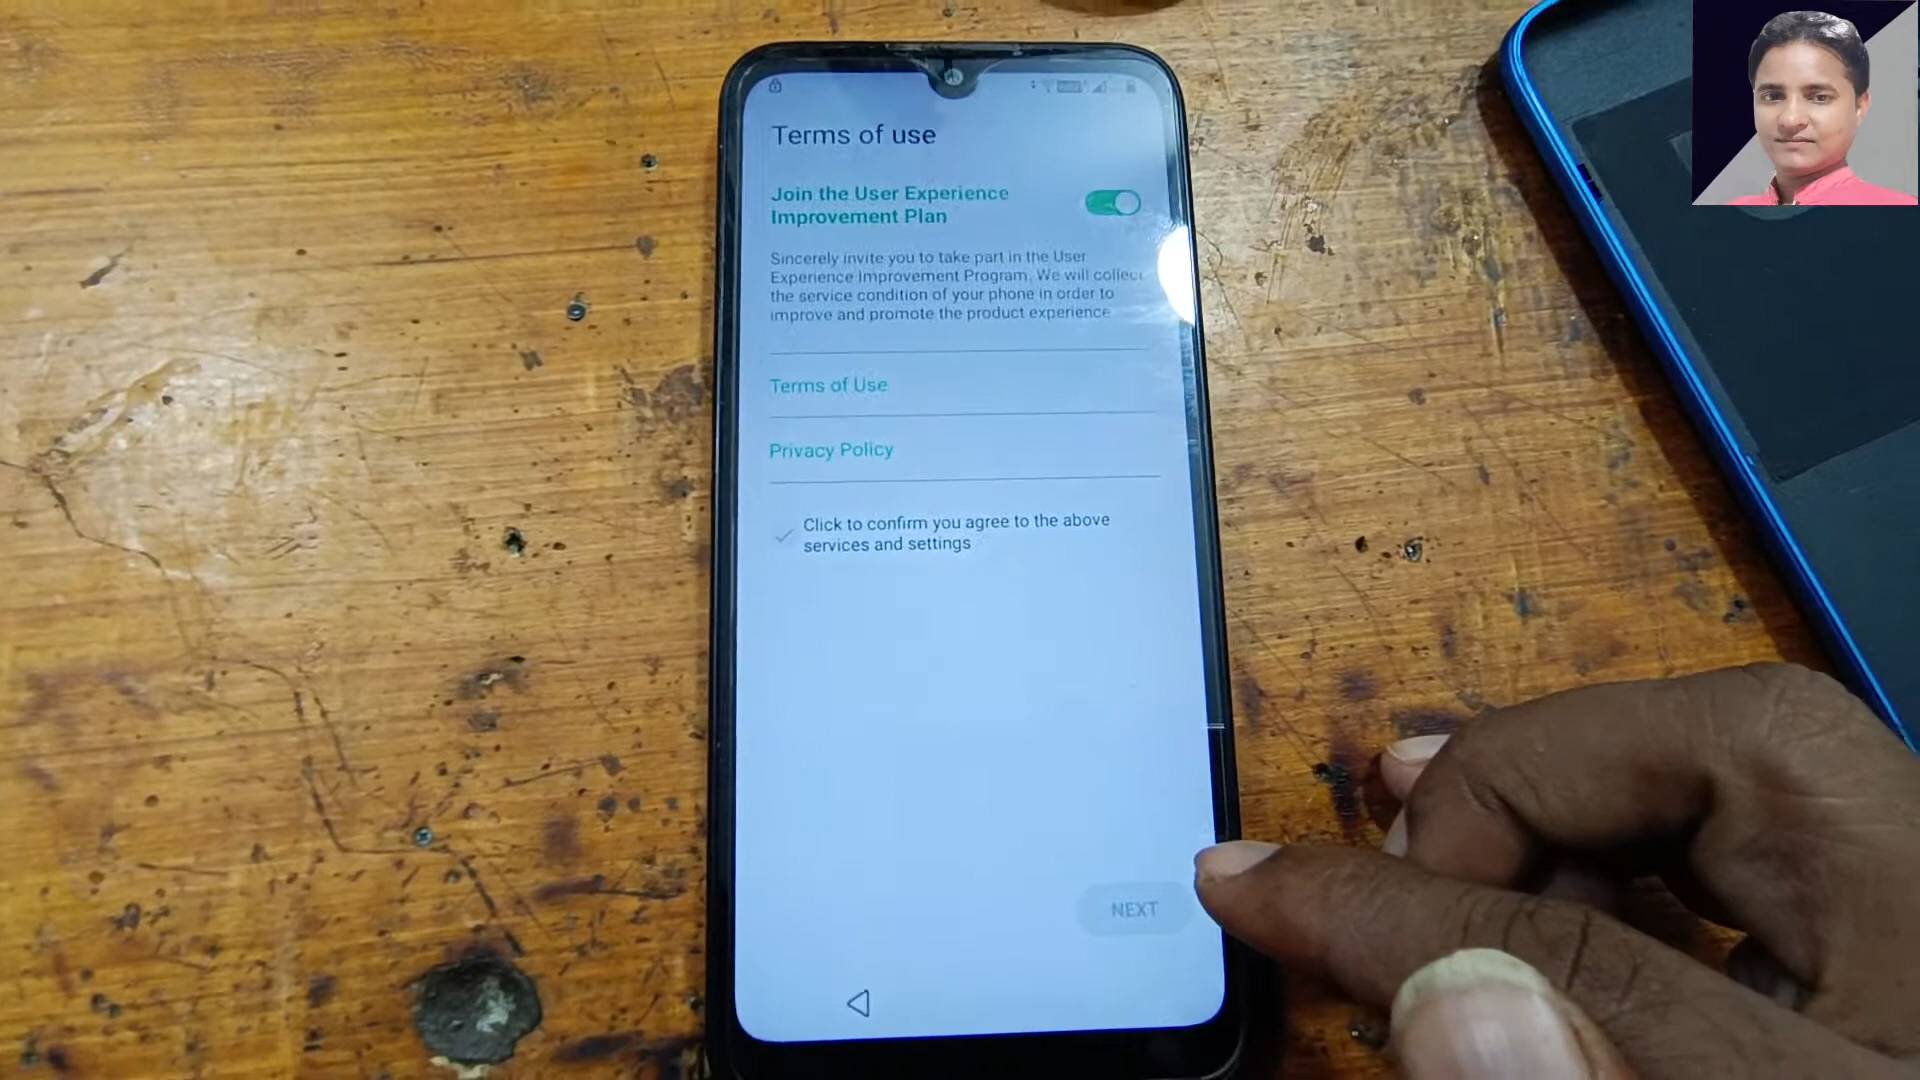 Terms of use
Join the User Experience
Improvement Plan
Sincerely invite you to take part in the User
Experience Improvement Program. We will collect
the service condition of your phone in order to
improve and promote the product experience
Terms of Use
Privacy Policy
Click to confirm you agree to the above
services and settings
NEXT